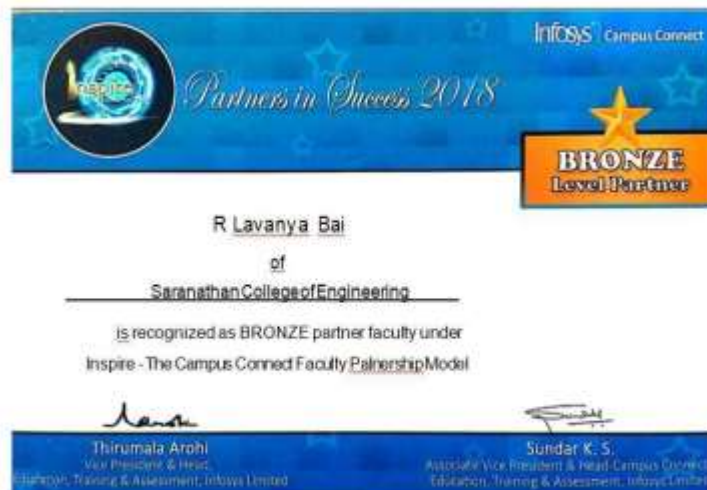 Inspire
Partners in Success 2018
Infosys Campus Connect
BRONZE
Level Partner
R Lavanya Bai
of
Saranathan College of Engineering
is recognized as BRONZE partner faculty under
Inspire - The Campus Connect Faculty Palnership Model
Thirumala Arohi
Vice President & Head,
Education, Training & Assessment, Infosys Limited
Sundar K. S.
Associate Vice President & Head-Campus Connect
Education, Training & Assessment, Infosys Limited